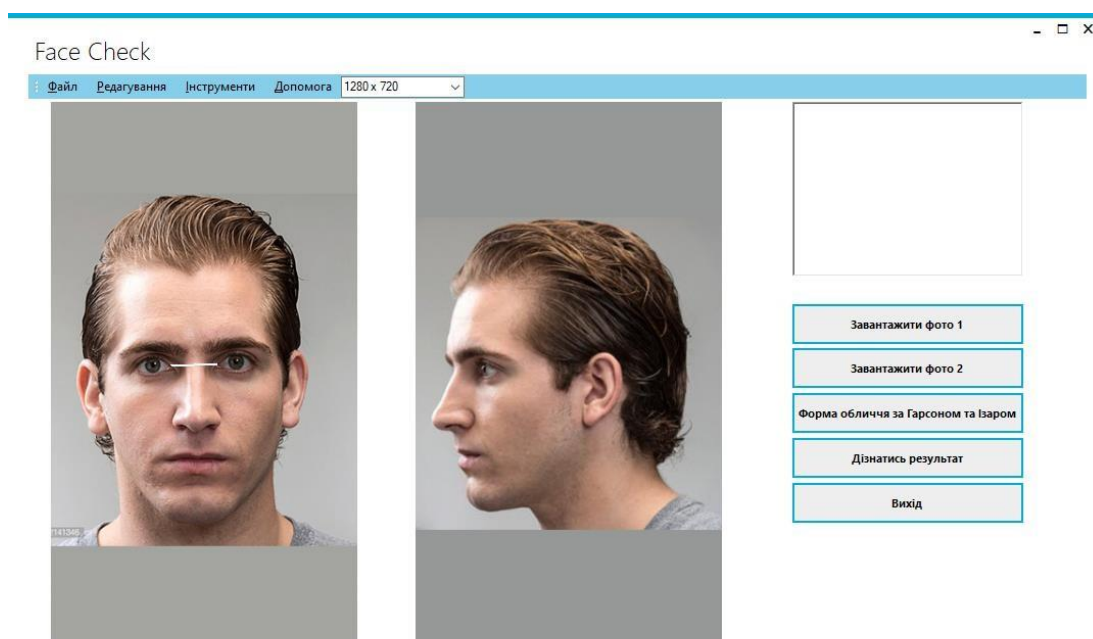 Face Check
Файл Редагування Інструменти Допомога 1280 x 720
Завантажити фото 1
Завантажити фото 2
Форма обличчя за Гарсоном та Ізаром
Дізнатись результат
Вихід